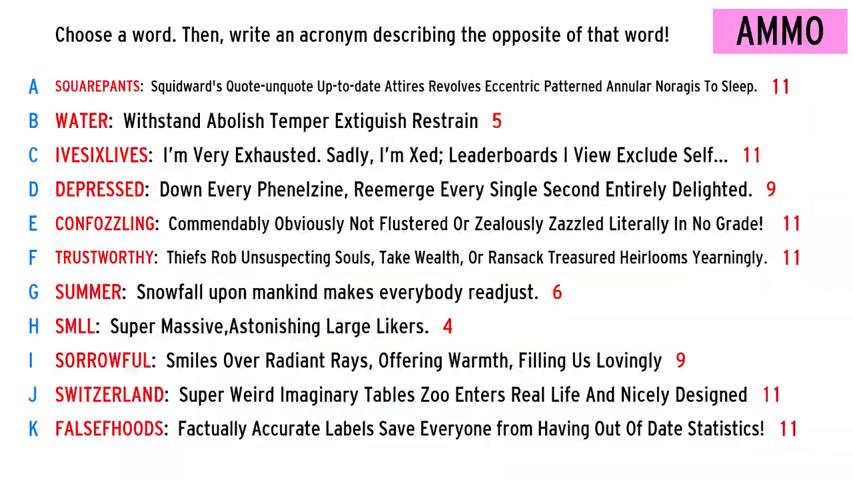 Choose a word. Then, write an acronym describing the opposite of that word!
AMMO
A SQUAREPANTS: Squidward's Quote-unquote Up-to-date Attires Revolves Eccentric Patterned Annular Noragis To Sleep. 11
B WATER: Withstand Abolish Temper Extiguish Restrain 5
C IVESIXLIVES: I'm Very Exhausted. Sadly, I'm Xed; Leaderboards I View Exclude Self... 11
D DEPRESSED: Down Every Phenelzine, Reemerge Every Single Second Entirely Delighted. 9
E CONFOZZLING: Commendably Obviously Not Flustered Or Zealously Zazzled Literally In No Grade! 11
F TRUSTWORTHY: Thiefs Rob Unsuspecting Souls, Take Wealth, Or Ransack Treasured Heirlooms Yearningly. 11
G SUMMER: Snowfall upon mankind makes everybody readjust. 6
H SMLL: Super Massive,Astonishing Large Likers. 4
I SORROWFUL: Smiles Over Radiant Rays, Offering Warmth, Filling Us Lovingly 9
J SWITZERLAND: Super Weird Imaginary Tables Zoo Enters Real Life And Nicely Designed 11
K FALSEFHOODS: Factually Accurate Labels Save Everyone from Having Out Of Date Statistics! 11